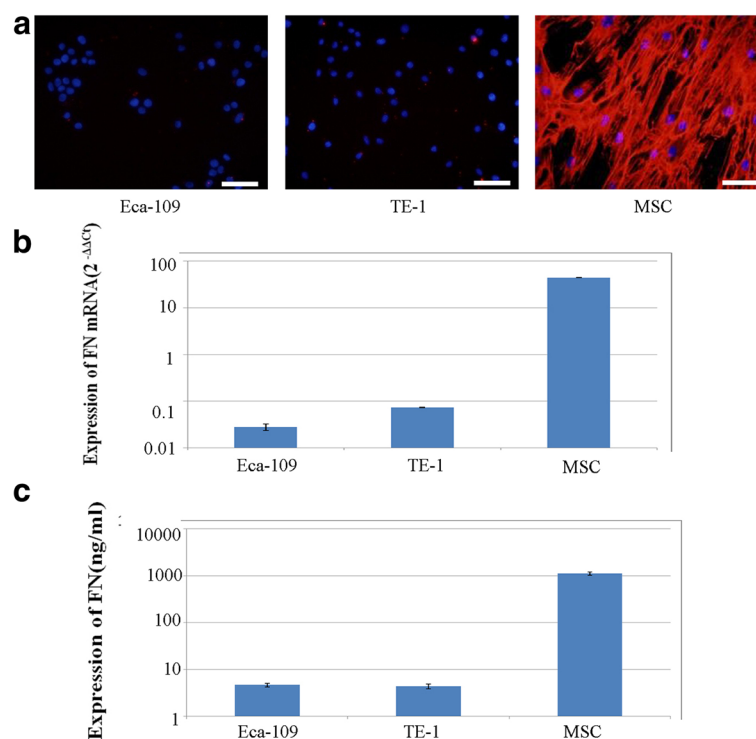 a
Eca-109
TE-1
MSC
b
Expression of FN mRNA(2^-ΔΔCt)
100
10
1
0.1
0.01
Eca-109
TE-1
MSC
c
Expression of FN(ng/ml)
10000
1000
100
10
1
Eca-109
TE-1
MSC